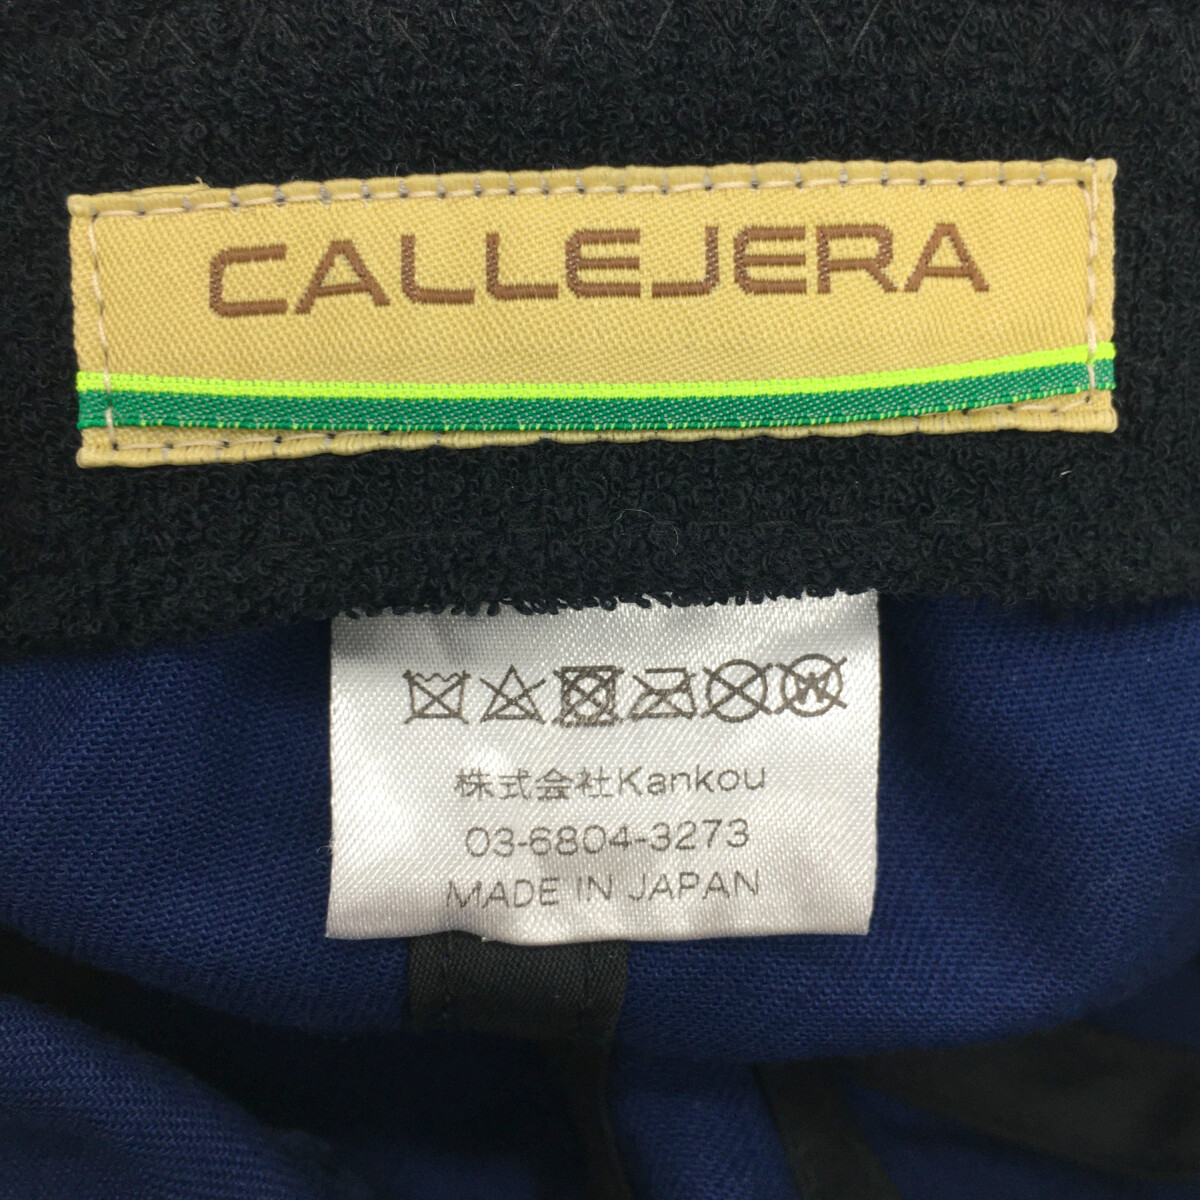 CALLEJERA
W
株式会社Kankou
03-6804-3273
MADE IN JAPAN